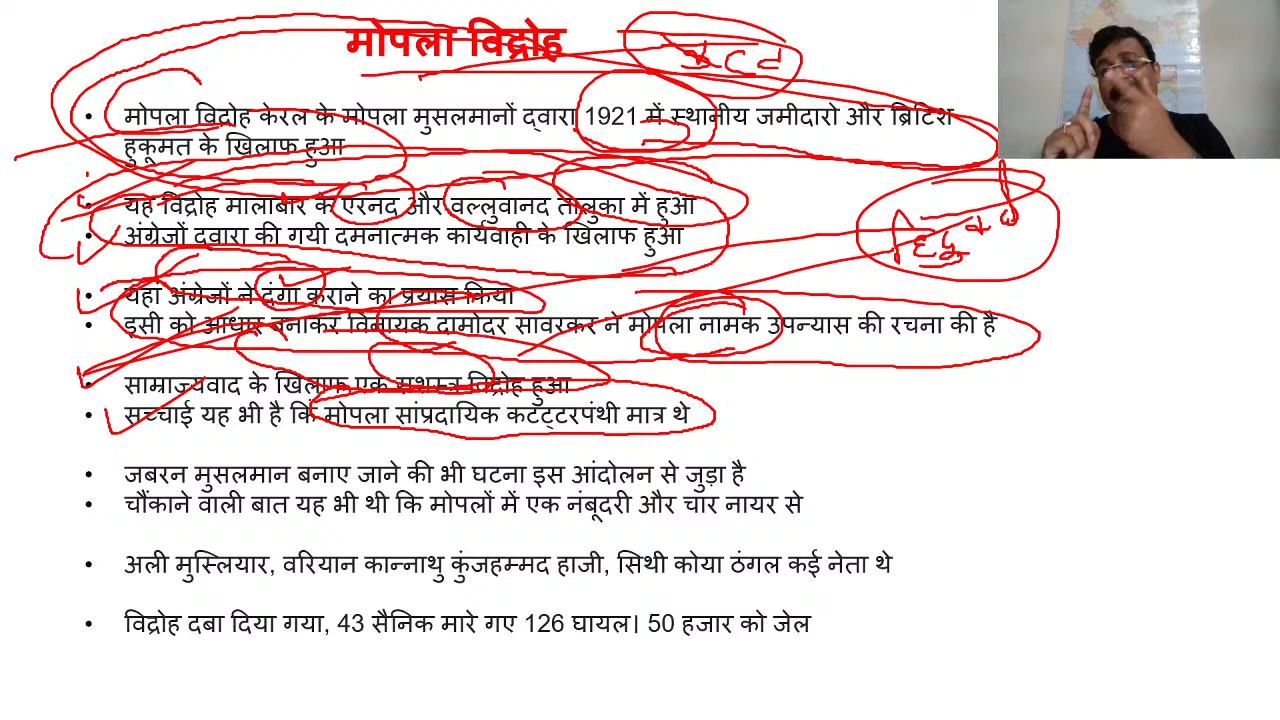 मोपला विद्रोह
• मोपला विद्रोह केरल के मोपला मुसलमानों द्वारा 1921 में स्थानीय जमीदारो और ब्रिटिश
हुकूमत के खिलाफ हुआ
• यह विद्रोह मालाबार के एरनद और वल्लुवानद तालुका में हुआ
• अंग्रेजों दवारा की गयी दमनात्मक कार्यवाही के खिलाफ हुआ
• यहां अंग्रेजों ने दंगा कराने का प्रयास किया
• इसी को आधार बनाकर विनायक दामोदर सावरकर ने मोपला नामक उपन्यास की रचना की है
• साम्राज्यवाद के खिलाफ एक सशस्त्र विद्रोह हुआ
• सच्चाई यह भी है कि मोपला सांप्रदायिक कटट्टरपंथी मात्र थे
• जबरन मुसलमान बनाए जाने की भी घटना इस आंदोलन से जुड़ा है
• चौंकाने वाली बात यह भी थी कि मोपलों में एक नंबूदरी और चार नायर से
• अली मुस्लियार, वरियान कान्नाथु कुंजहम्मद हाजी, सिथी कोया ठंगल कई नेता थे
• विद्रोह दबा दिया गया, 43 सैनिक मारे गए 126 घायल। 50 हजार को जेल